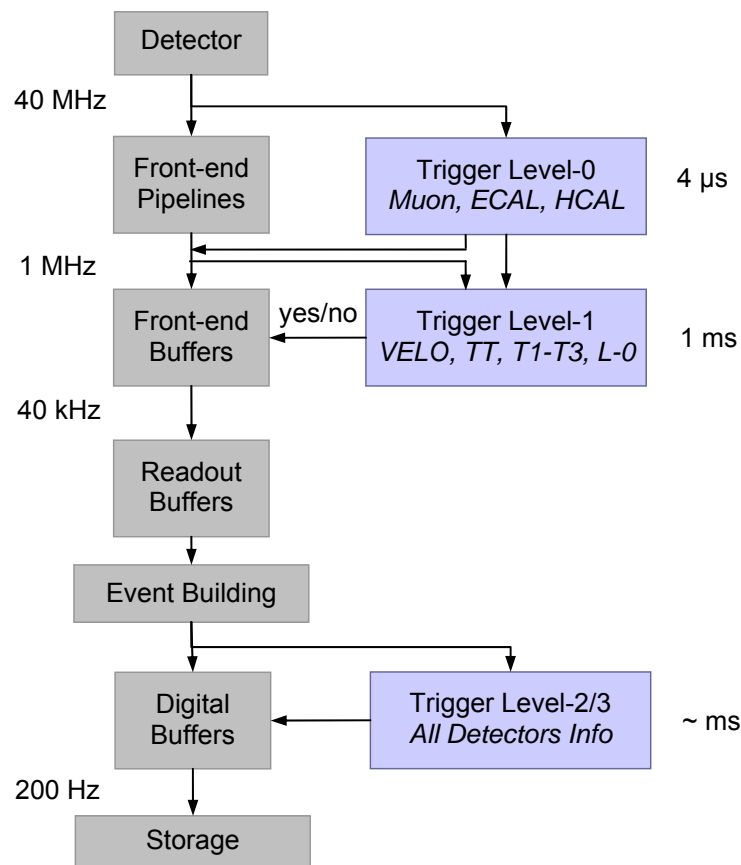 Detector
40 MHz
Front-end
Pipelines
Trigger Level-0
Muon, ECAL, HCAL
4 µs
1 MHz
Front-end
Buffers
yes/no
Trigger Level-1
VELO, TT, T1-T3, L-0
1 ms
40 kHz
Readout
Buffers
Event Building
Digital
Buffers
Trigger Level-2/3
All Detectors Info
~ ms
200 Hz
Storage